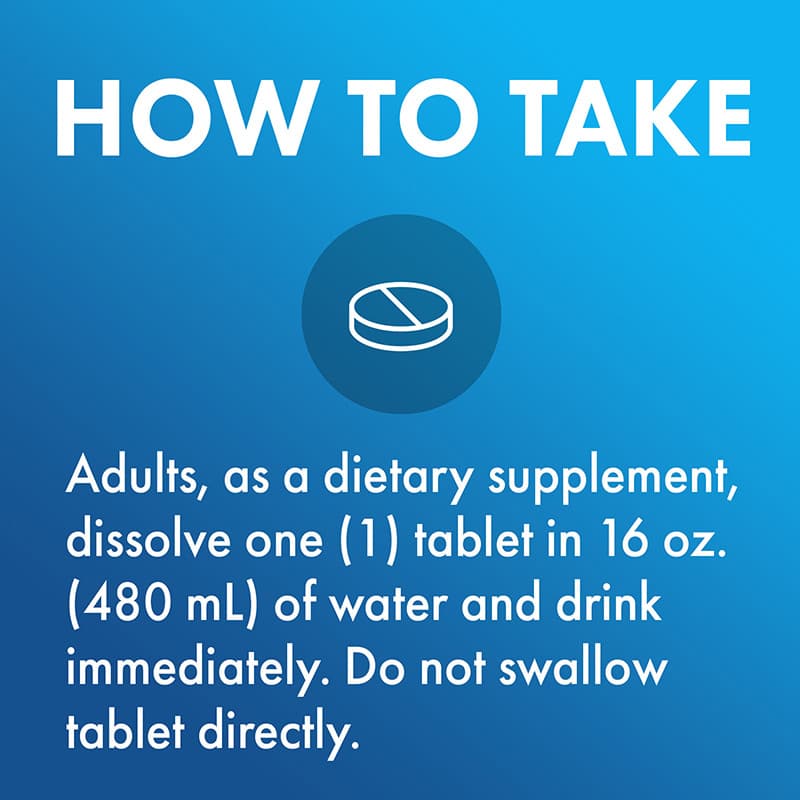 HOW TO TAKE
Adults, as a dietary supplement,
dissolve one (1) tablet in 16 oz.
(480 mL) of water and drink
immediately. Do not swallow
tablet directly.